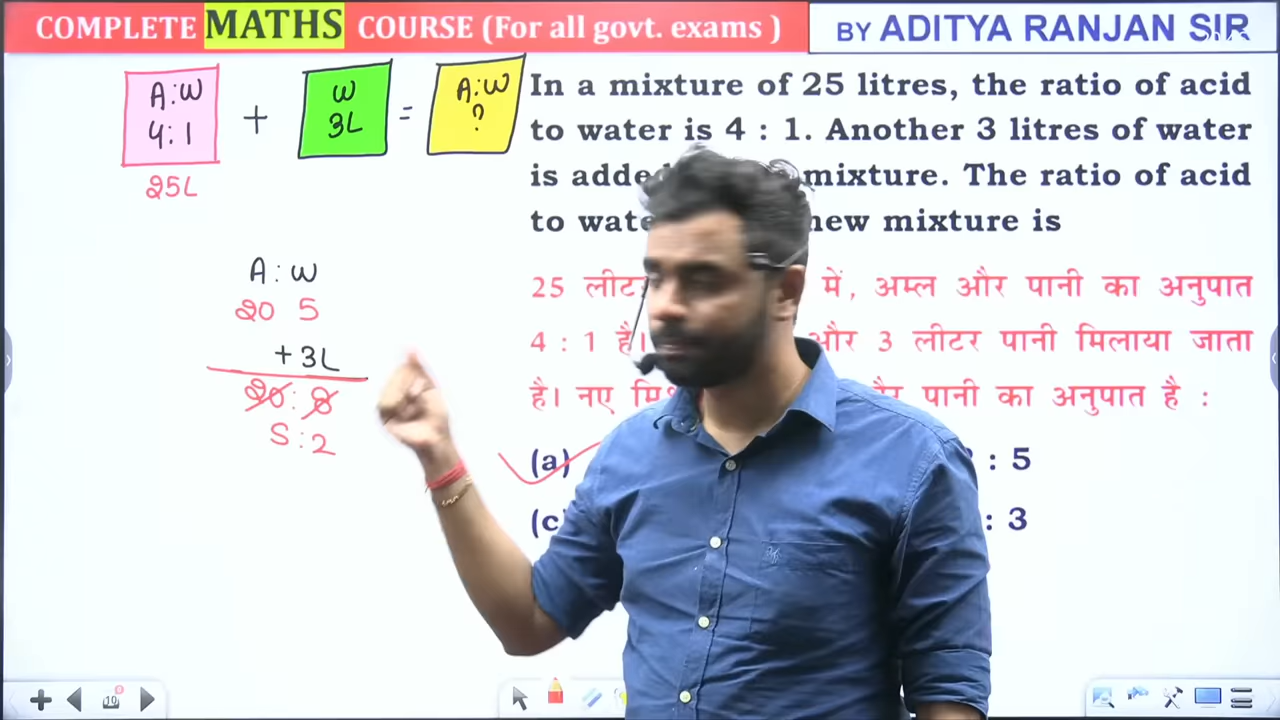 COMPLETE MATHS COURSE (For all govt. exams )
BY ADITYA RANJAN SIR
A:W
4:1
25L
+
W
3L
=
A:W
?
In a mixture of 25 litres, the ratio of acid
to water is 4 : 1. Another 3 litres of water
is mixture. The ratio of acid
to new mixture is
25 में, अम्ल और पानी का अनुपात
4 : 1 है। और 3 लीटर पानी मिलाया जाता
है। नए पानी का अनुपात है :
A:W
20 5
+3L
20:8
5:2
(a) : 5
: 3
10